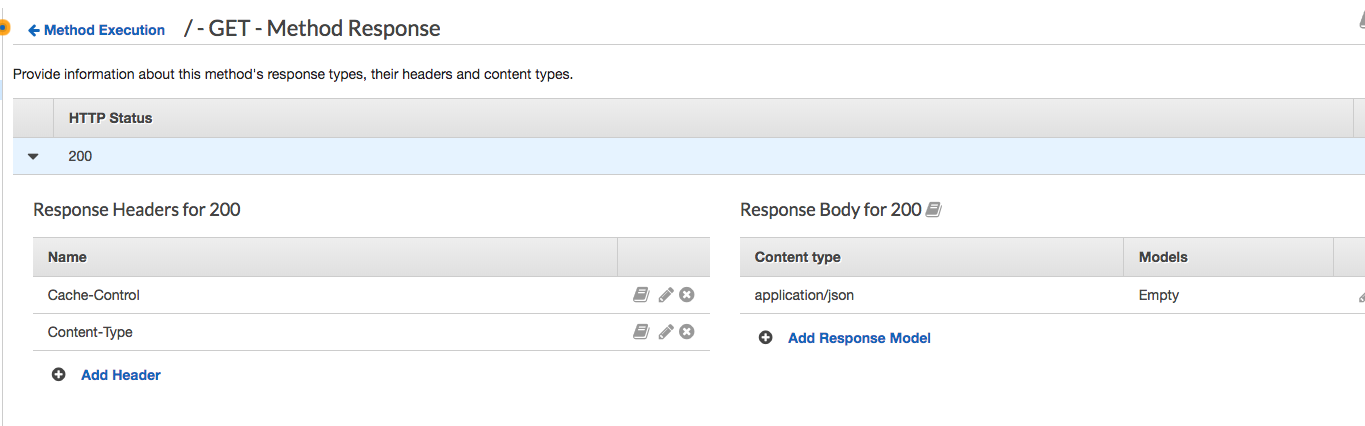 Method Execution / - GET - Method Response
Provide information about this method's response types, their headers and content types.
HTTP Status
200
Response Headers for 200
Response Body for 200
Name
Content type Models
Cache-Control
application/json Empty
Content-Type
Add Response Model
Add Header